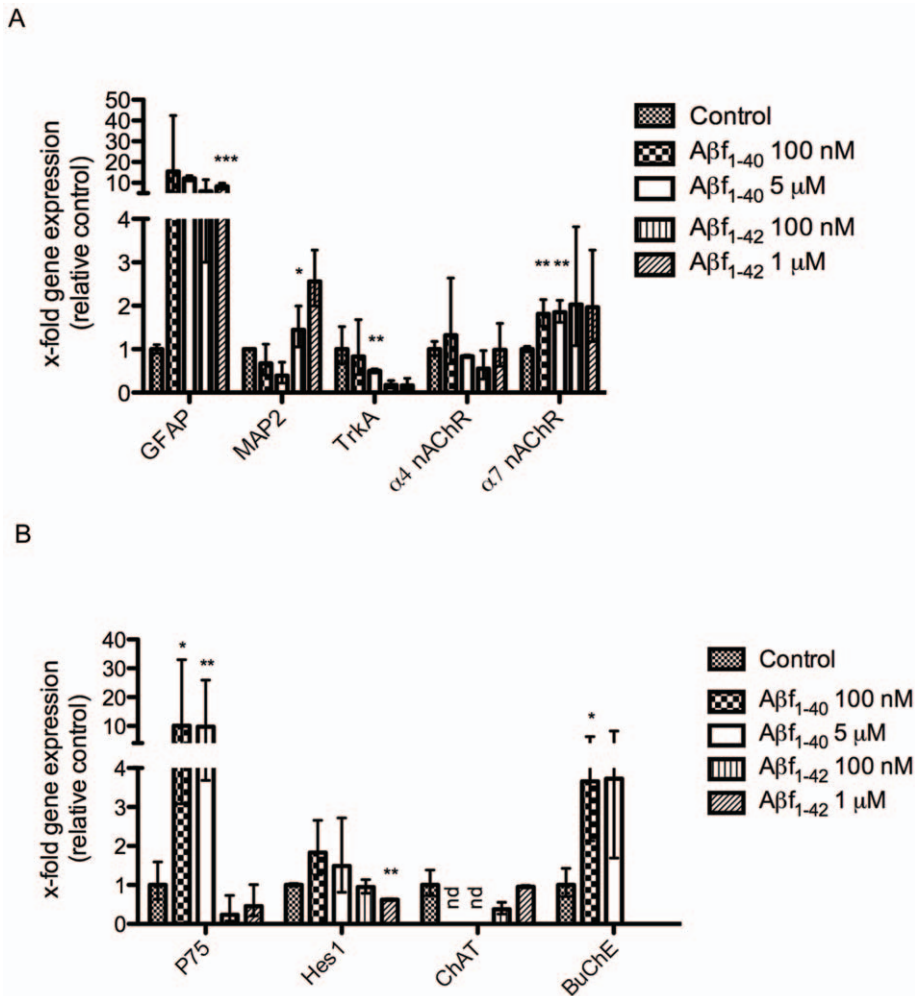 A
x-fold gene expression
(relative control)
50
40
30
20
10
4
3
2
1
0
***
*
**
** **
GFAP
MAP2
TrkA
α4 nAChR
α7 nAChR
Control
Aβf1-40 100 nM
Aβf1-40 5 μM
Aβf1-42 100 nM
Aβf1-42 1 μM
B
x-fold gene expression
(relative control)
40
30
20
10
4
3
2
1
0
*
**
**
nd
nd
*
P75
Hes1
ChAT
BuChE
Control
Aβf1-40 100 nM
Aβf1-40 5 μM
Aβf1-42 100 nM
Aβf1-42 1 μM